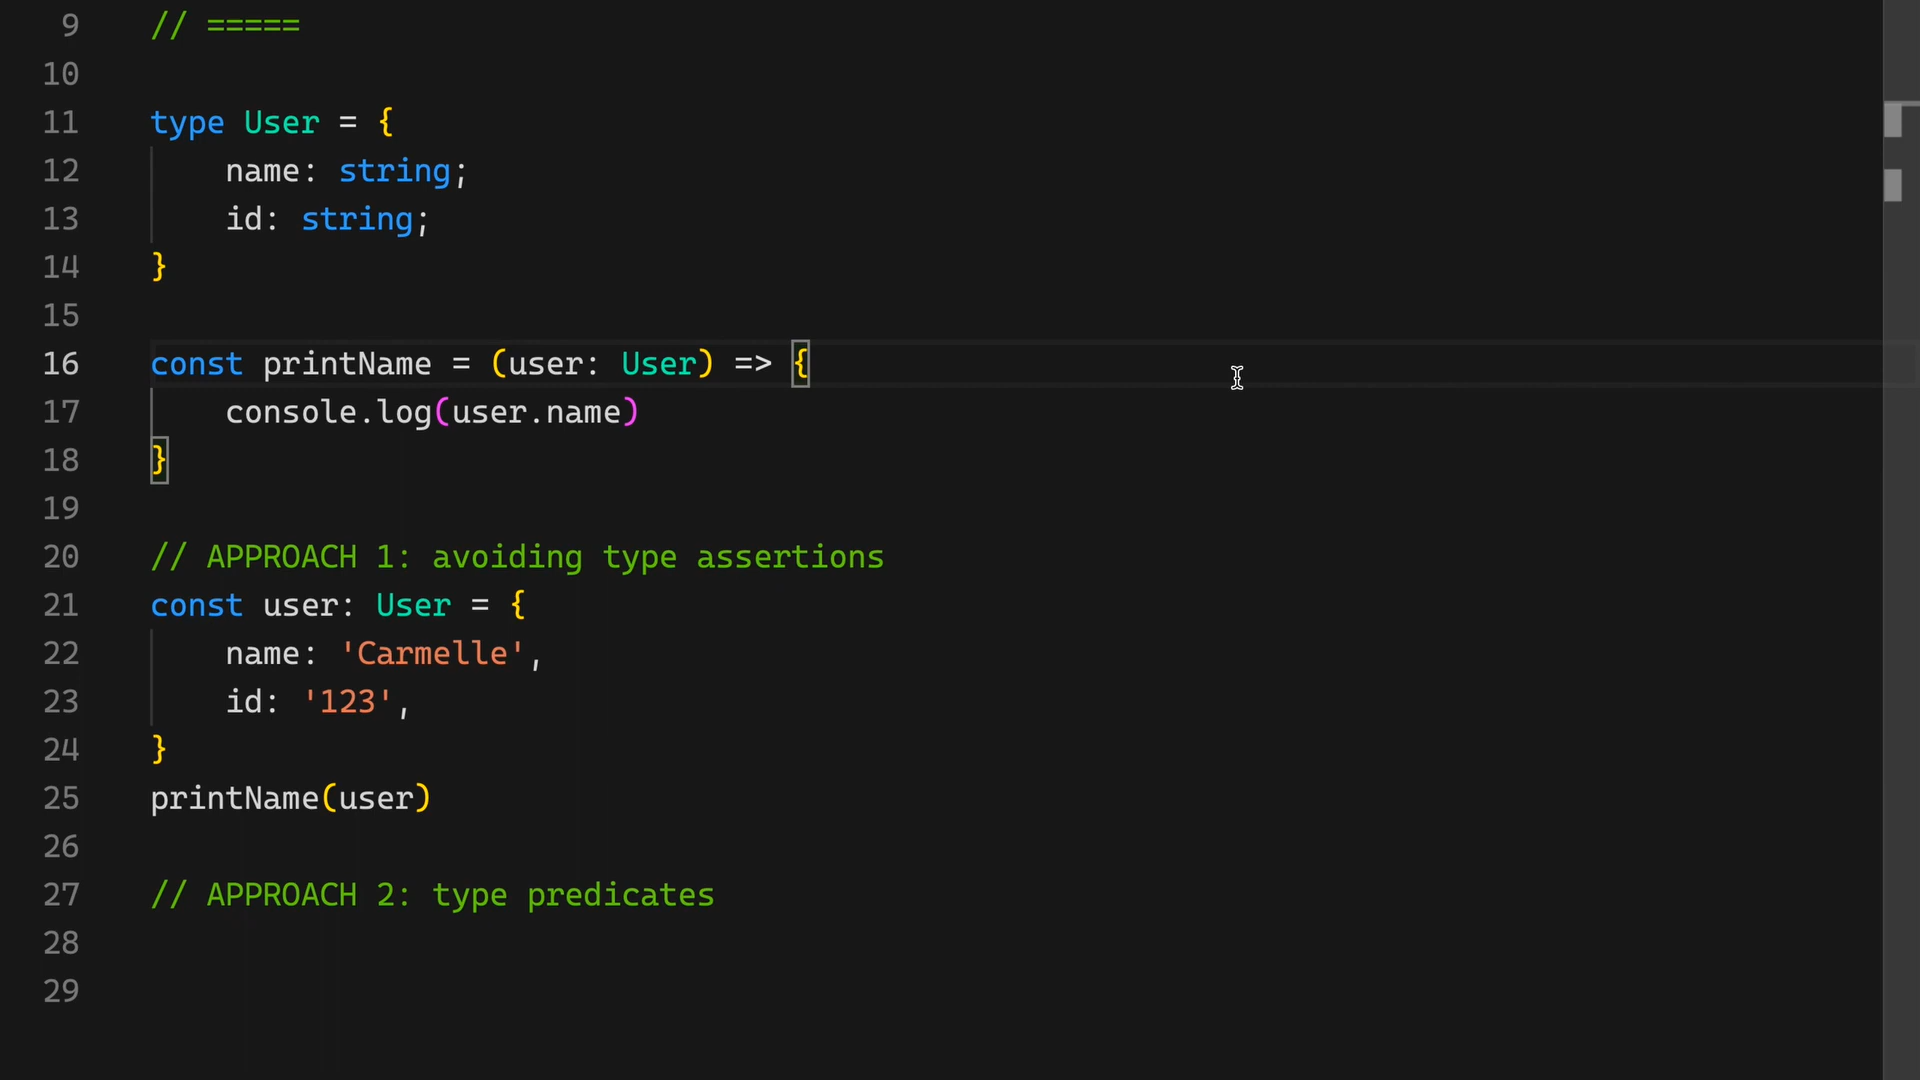 9 // =====
10
11 type User = {
12 name: string;
13 id: string;
14 }
15
16 const printName = (user: User) => {
17 console.log(user.name)
18 }
19
20 // APPROACH 1: avoiding type assertions
21 const user: User = {
22 name: 'Carmelle',
23 id: '123',
24 }
25 printName(user)
26
27 // APPROACH 2: type predicates
28
29